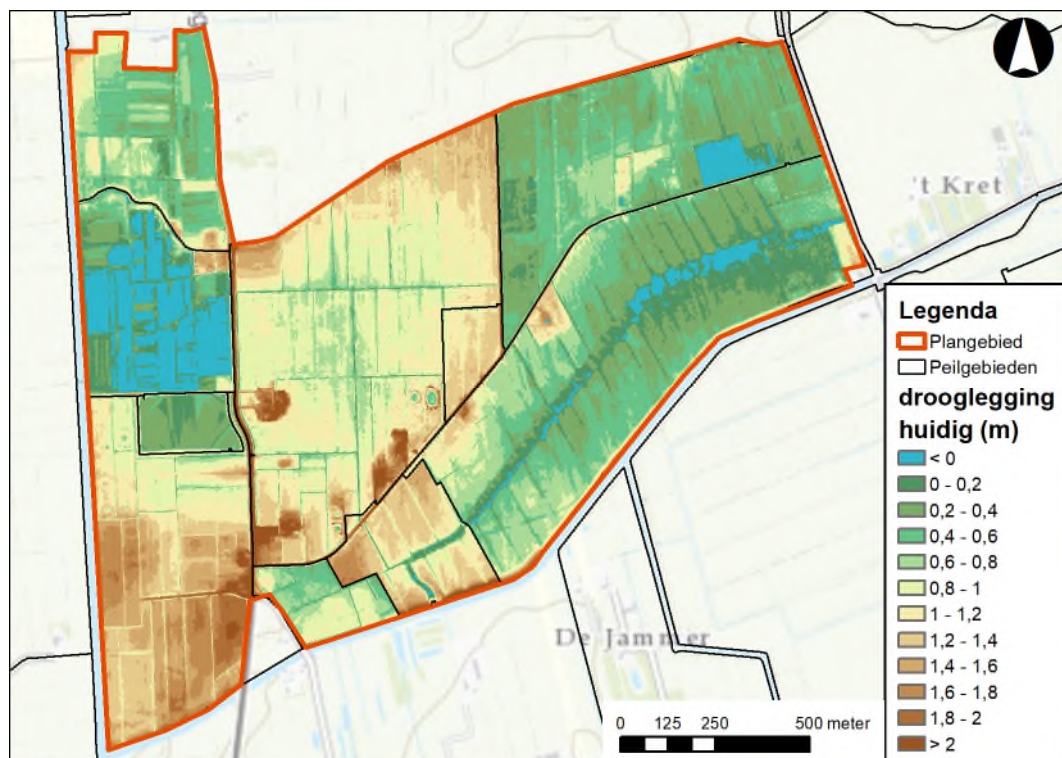 't Kret
De Jammer
Legenda
Plangebied
Peilgebieden
drooglegging
huidig (m)
< 0
0 - 0,2
0,2 - 0,4
0,4 - 0,6
0,6 - 0,8
0,8 - 1
1 - 1,2
1,2 - 1,4
1,4 - 1,6
1,6 - 1,8
1,8 - 2
> 2
0 125 250 500 meter